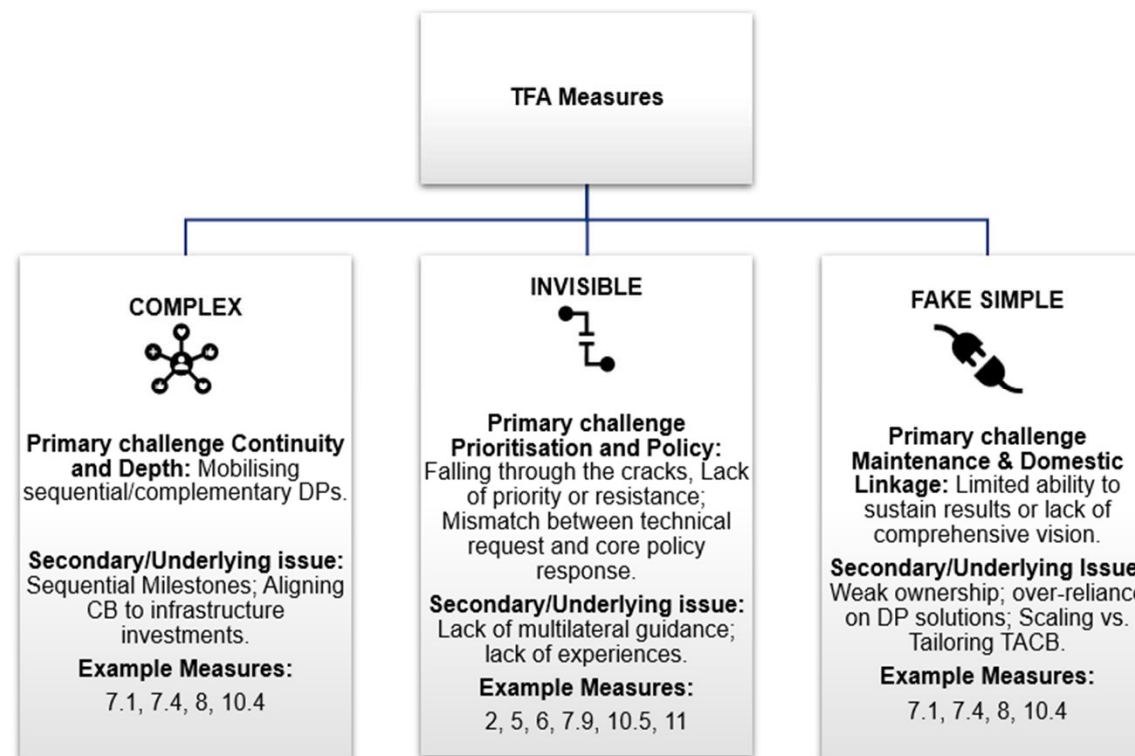 TFA Measures
COMPLEX
Primary challenge Continuity
and Depth: Mobilising
sequential/complementary DPs.
Secondary/Underlying issue:
Sequential Milestones; Aligning
CB to infrastructure
investments.
Example Measures:
7.1, 7.4, 8, 10.4
INVISIBLE
Primary challenge
Prioritisation and Policy:
Falling through the cracks, Lack
of priority or resistance;
Mismatch between technical
request and core policy
response.
Secondary/Underlying issue:
Lack of multilateral guidance;
lack of experiences.
Example Measures:
2, 5, 6, 7.9, 10.5, 11
FAKE SIMPLE
Primary challenge
Maintenance & Domestic
Linkage: Limited ability to
sustain results or lack of
comprehensive vision.
Secondary/Underlying Issue
Weak ownership; over-relianc
on DP solutions; Scaling vs.
Tailoring TACB.
Example Measures:
7.1, 7.4, 8, 10.4